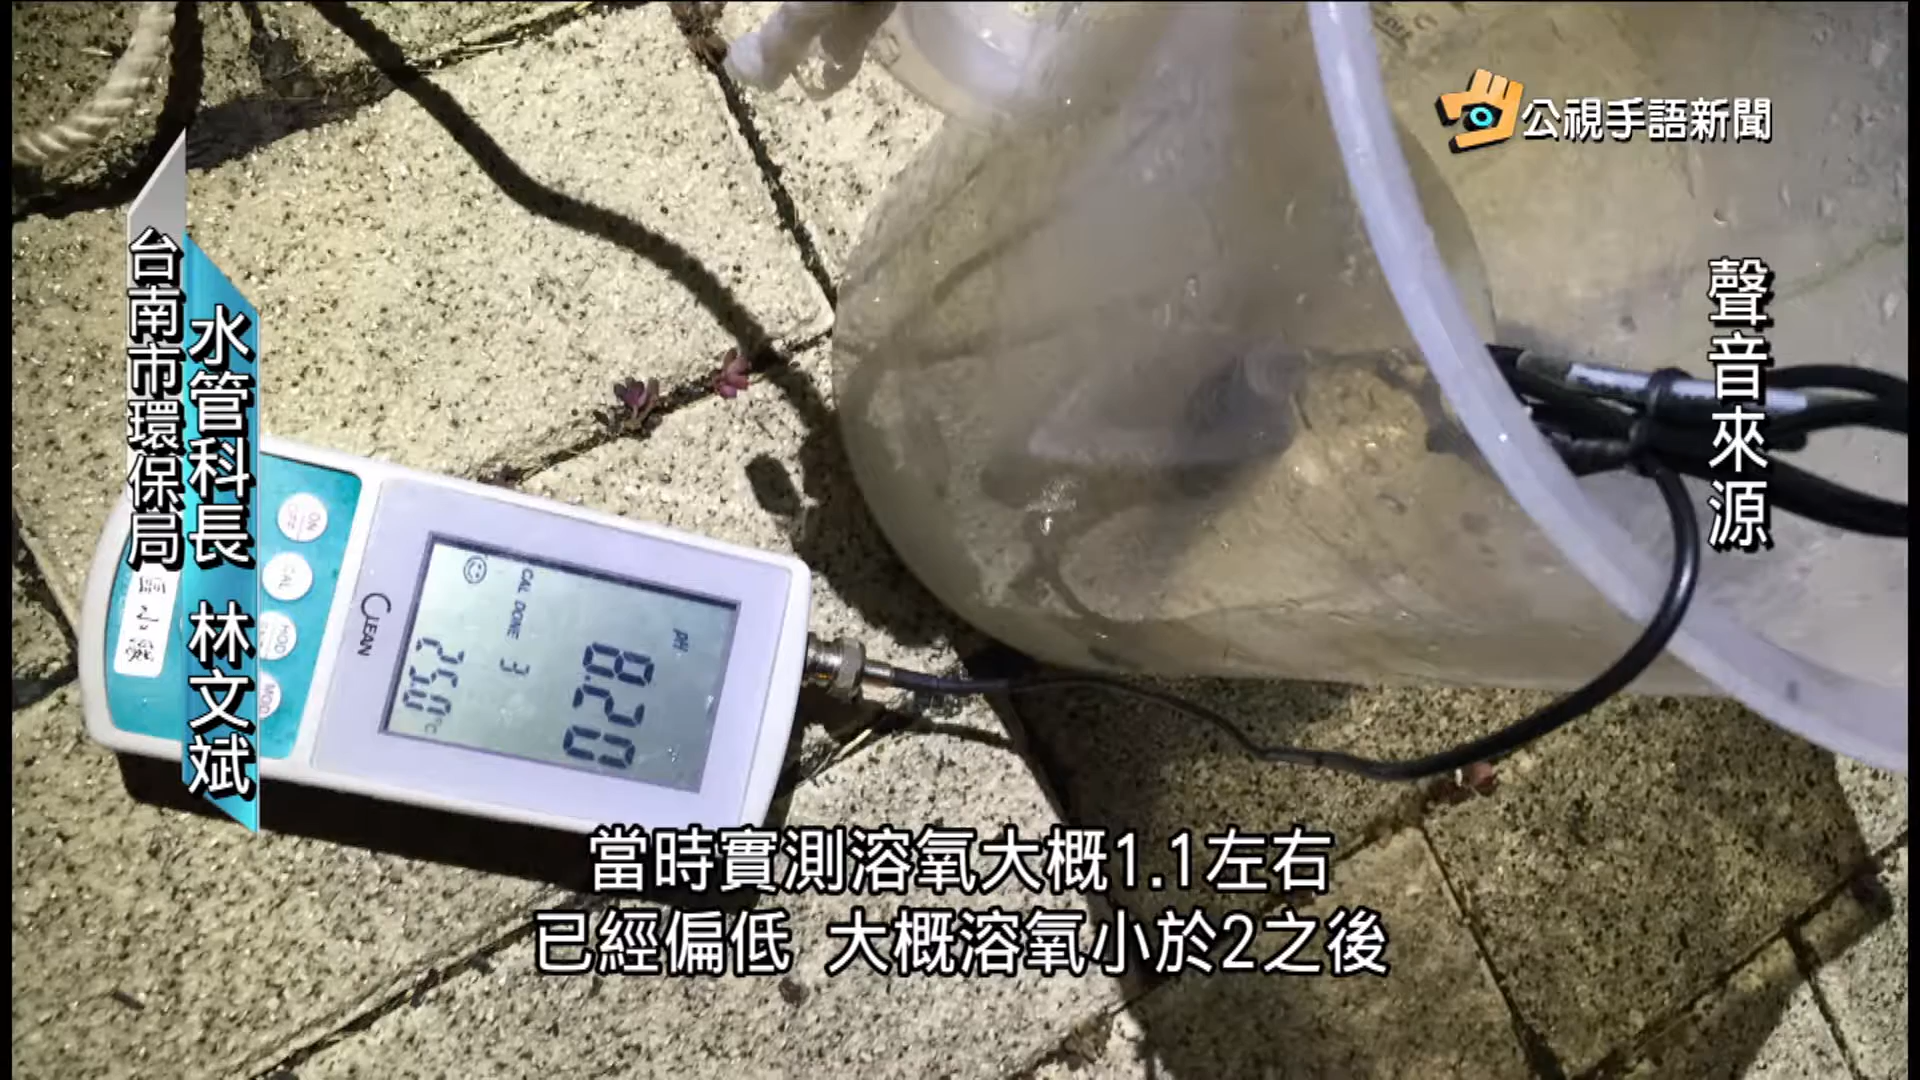 公視手語新聞
聲音來源
台南市環保局
水管科長 林文斌
ON
OFF
CAL
CLEAN
CAL DONE
3
pH
8.20
25.0°C
當時實測溶氧大概1.1左右
已經偏低 大概溶氧小於2之後